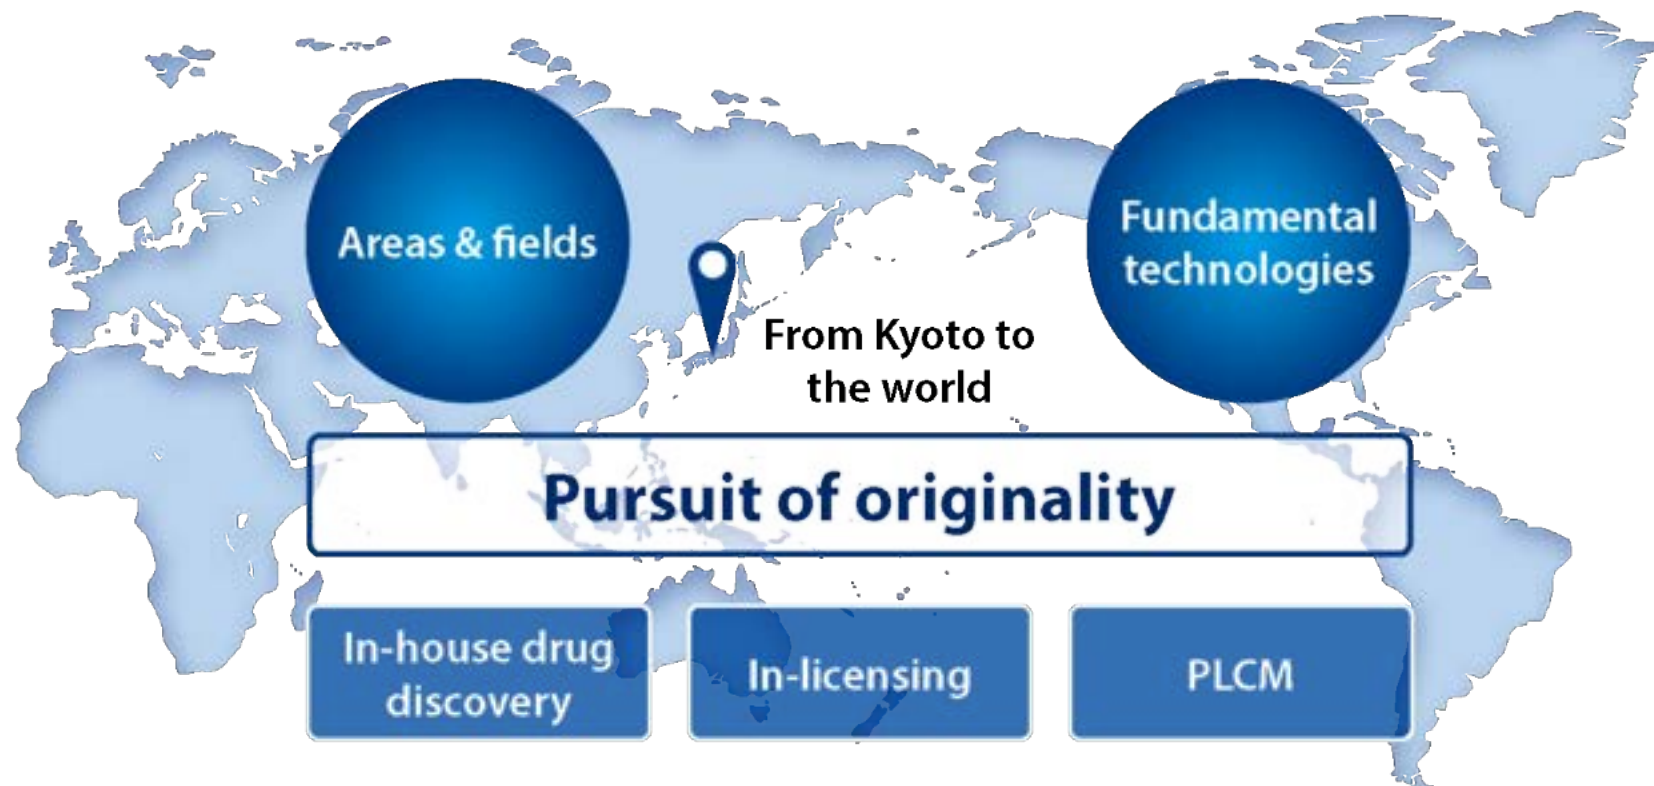 Areas & fields
Fundamental
technologies
From Kyoto to
the world
Pursuit of originality
In-house drug
discovery
In-licensing
PLCM